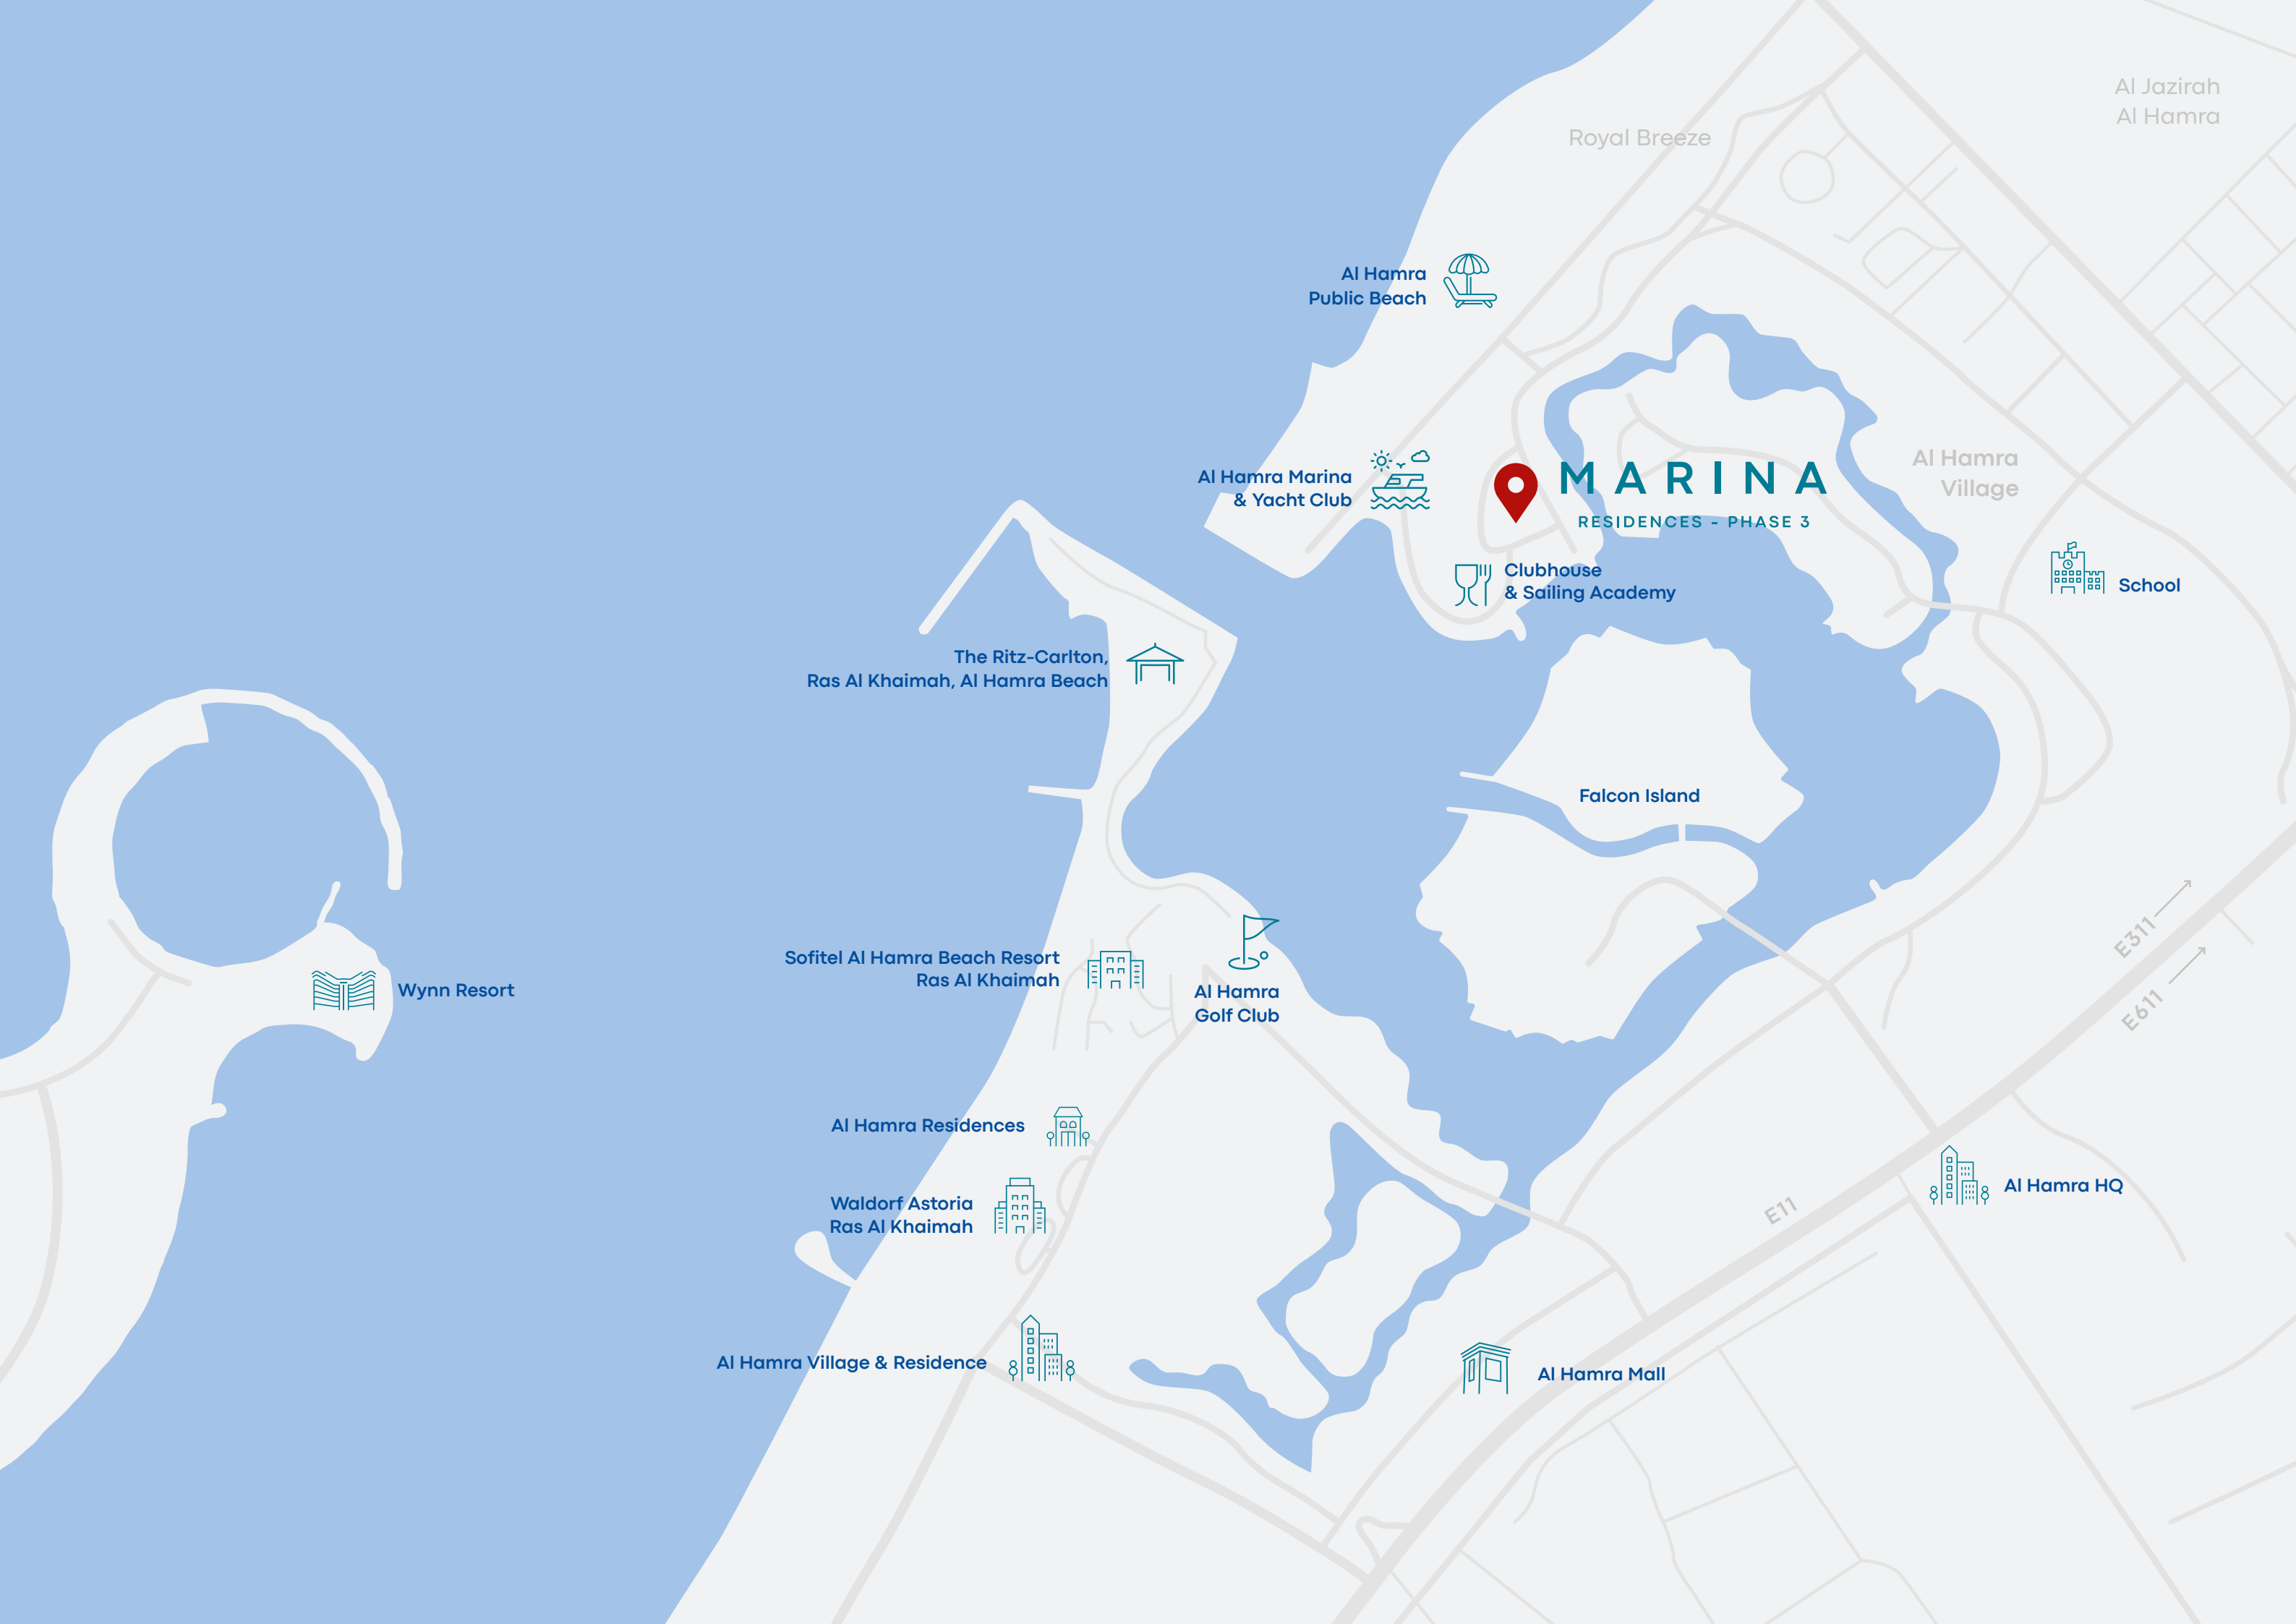 Al Jazirah
Al Hamra
Royal Breeze
Al Hamra
Public Beach
Al Hamra Marina
& Yacht Club
MARINA
RESIDENCES - PHASE 3
Al Hamra
Village
Clubhouse
& Sailing Academy
School
The Ritz-Carlton,
Ras Al Khaimah, Al Hamra Beach
Falcon Island
Wynn Resort
Sofitel Al Hamra Beach Resort
Ras Al Khaimah
Al Hamra
Golf Club
E311
E611
Al Hamra Residences
Waldorf Astoria
Ras Al Khaimah
E11
Al Hamra HQ
Al Hamra Village & Residence
Al Hamra Mall